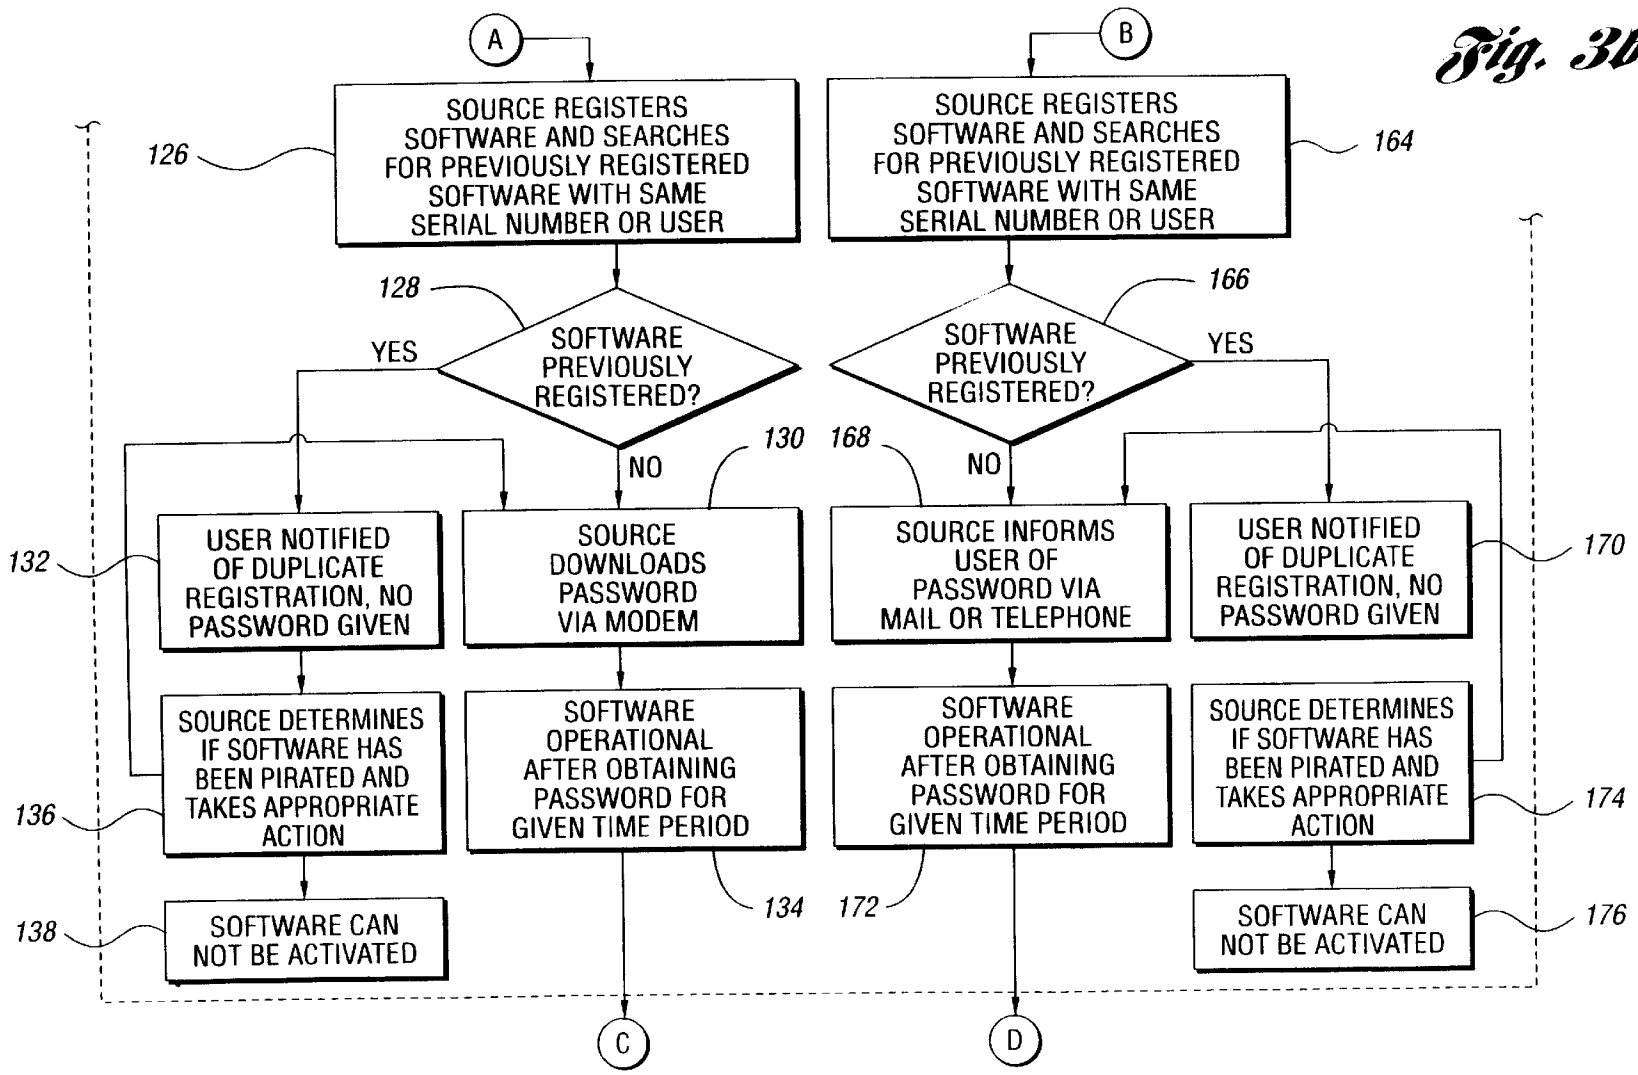 Fig. 3b
A
B
SOURCE REGISTERS
SOFTWARE AND SEARCHES
FOR PREVIOUSLY REGISTERED
SOFTWARE WITH SAME
SERIAL NUMBER OR USER
126
SOURCE REGISTERS
SOFTWARE AND SEARCHES
FOR PREVIOUSLY REGISTERED
SOFTWARE WITH SAME
SERIAL NUMBER OR USER
164
128
SOFTWARE
PREVIOUSLY
REGISTERED?
YES
NO
166
SOFTWARE
PREVIOUSLY
REGISTERED?
YES
NO
132
USER NOTIFIED
OF DUPLICATE
REGISTRATION, NO
PASSWORD GIVEN
130
SOURCE
DOWNLOADS
PASSWORD
VIA MODEM
168
SOURCE INFORMS
USER OF
PASSWORD VIA
MAIL OR TELEPHONE
USER NOTIFIED
OF DUPLICATE
REGISTRATION, NO
PASSWORD GIVEN
170
SOURCE DETERMINES
IF SOFTWARE HAS
BEEN PIRATED AND
TAKES APPROPRIATE
ACTION
136
SOFTWARE
OPERATIONAL
AFTER OBTAINING
PASSWORD FOR
GIVEN TIME PERIOD
134
SOFTWARE
OPERATIONAL
AFTER OBTAINING
PASSWORD FOR
GIVEN TIME PERIOD
172
SOURCE DETERMINES
IF SOFTWARE HAS
BEEN PIRATED AND
TAKES APPROPRIATE
ACTION
174
138
SOFTWARE CAN
NOT BE ACTIVATED
SOFTWARE CAN
NOT BE ACTIVATED
176
C
D